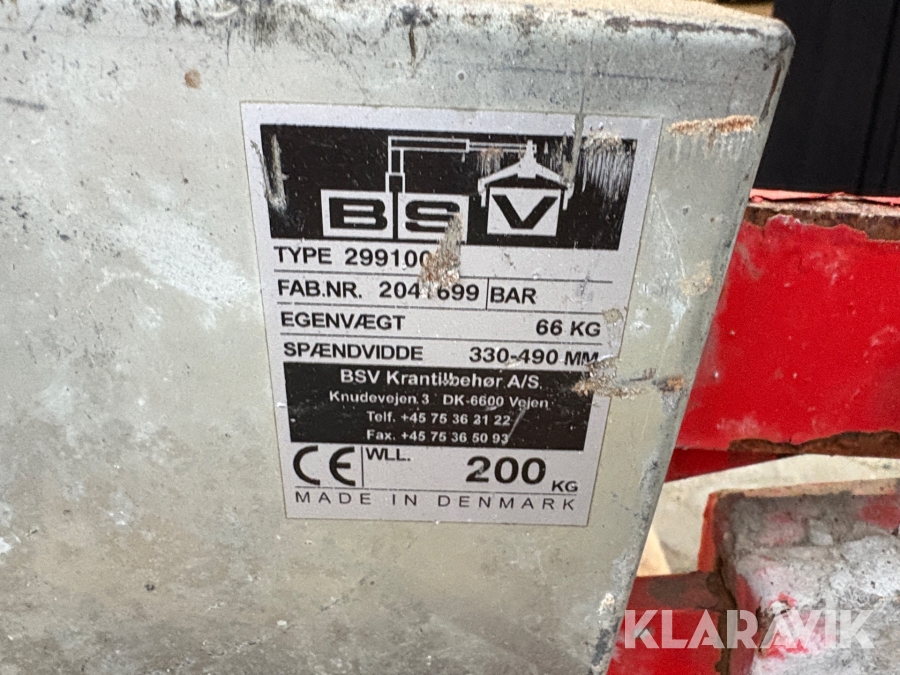 BSV
TYPE 29910
FAB.NR. BAR
EGENVÆGT 66 KG
SPÆNDVIDDE 330-490 MM
BSV Krantilbehør A/S
Knudevejen 3 DK-6600 Vejen
Telf. +45 75 36 21 22
Fax. +45 75 36 50 93
CE WLL. 200 KG
MADE IN DENMARK
KLARAVIK